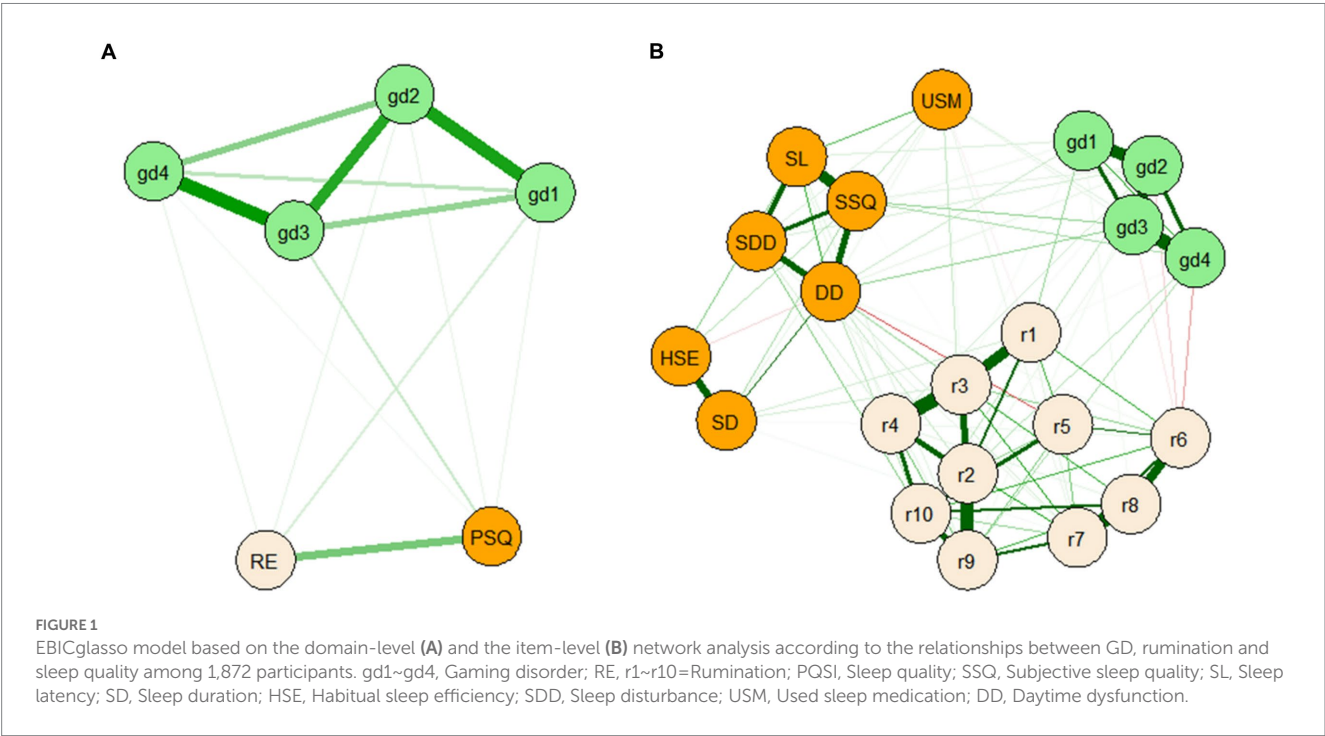 A
gd2
gd4
gd1
gd3
PSQ
RE
B
USM
gd1
SL
gd2
SSQ
gd3
SDD
gd4
DD
r1
HSE
r3
SD
r4
r5
r6
r2
r8
r10
r7
r9
FIGURE 1
EBICglasso model based on the domain-level (A) and the item-level (B) network analysis according to the relationships between GD, rumination and
sleep quality among 1,872 participants. gd1~gd4, Gaming disorder; RE, r1~r10=Rumination; PQSI, Sleep quality; SSQ, Subjective sleep quality; SL, Sleep
latency; SD, Sleep duration; HSE, Habitual sleep efficiency; SDD, Sleep disturbance; USM, Used sleep medication; DD, Daytime dysfunction.